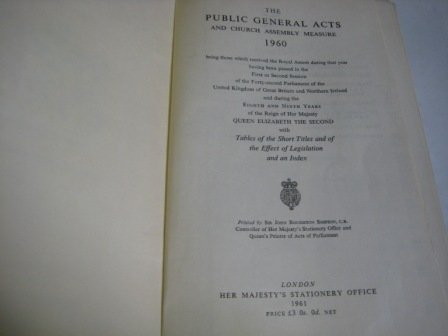 THE
PUBLIC GENERAL ACTS
AND CHURCH ASSEMBLY MEASURE
1960
being those which received the Royal Assent during that year
having been passed in the
First or Second Session
of the Forty-second Parliament of the
United Kingdom of Great Britain and Northern Ireland
and during the
EIGHTH AND NINTH YEARS
of the Reign of Her Majesty
QUEEN ELIZABETH THE SECOND
with
Tables of the Short Titles and of
the Effect of Legislation
and an Index
Printed by SIR JOHN ROUGHTON SIMPSON, C.B.
Controller of Her Majesty's Stationery Office and
Queen's Printer of Acts of Parliament
LONDON
HER MAJESTY'S STATIONERY OFFICE
1961
PRICE £3 0s. 0d. NET